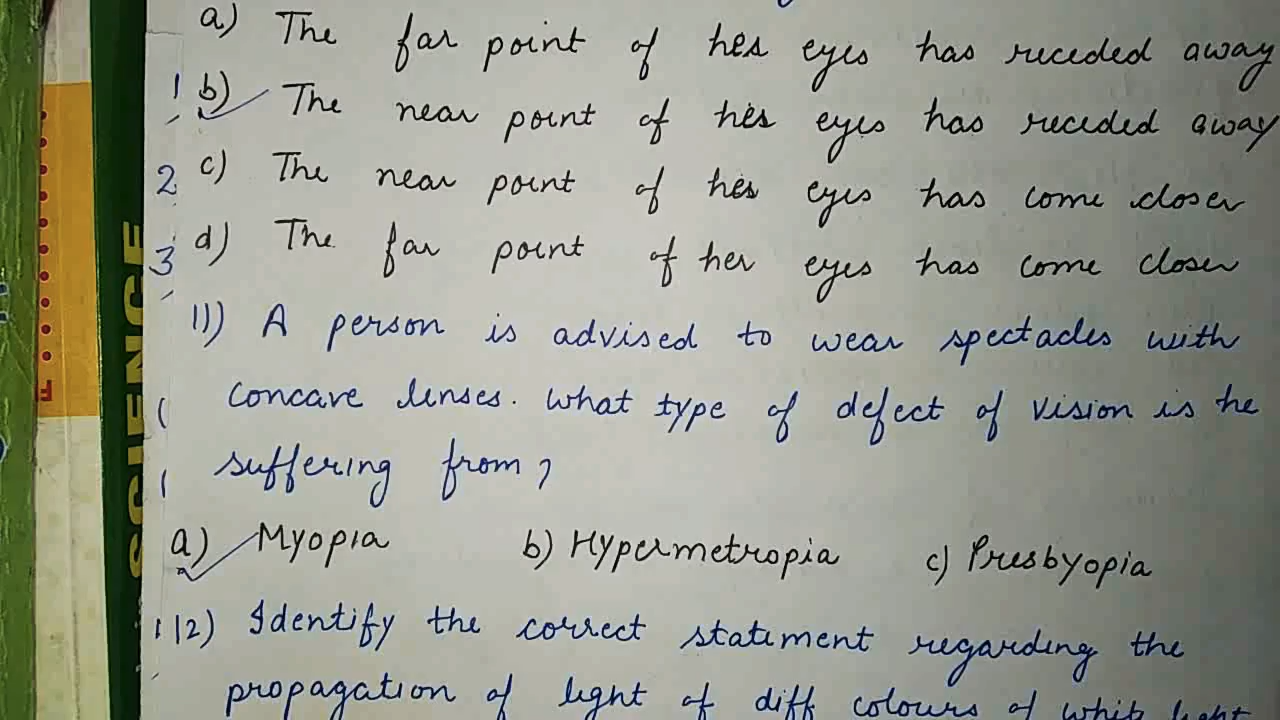 a) The far point of her eyes has receded away
1 b) The near point of his eyes has receded away
2 c) The near point of his eyes has come closer
3 d) The far point of her eyes has come closer
11) A person is advised to wear spectacles with
concave lenses. What type of defect of vision is he
suffering from ?
a) Myopia b) Hypermetropia c) Presbyopia
12) Identify the correct statement regarding the
propagation of light of diff colours of white light
SCIENCE